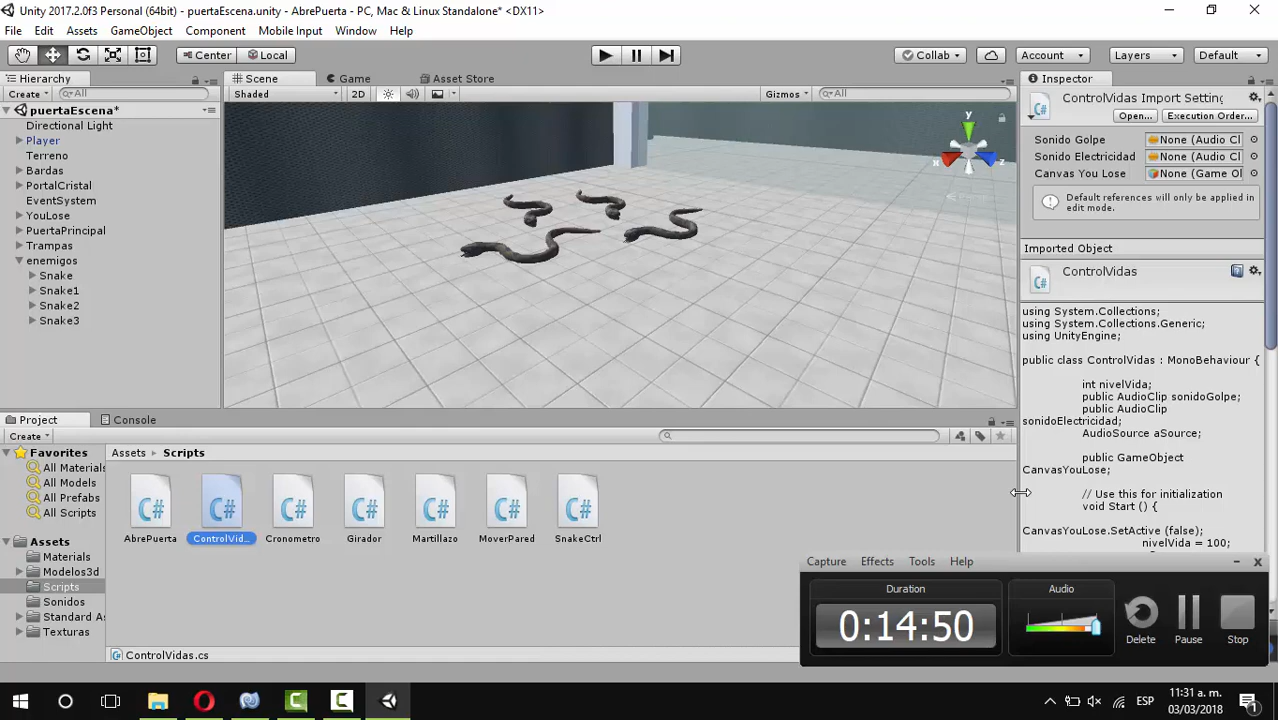 Unity 2017.2.0f3 Personal (64bit) - puertaEscena.unity - AbrePuerta - PC, Mac & Linux Standalone* <DX11>
File Edit Assets GameObject Component Mobile Input Window Help
Center Local Collab Account Layers Default
Hierarchy
Create All
puertaEscena*
Directional Light
Player
Terreno
Bardas
PortalCristal
EventSystem
YouLose
PuertaPrincipal
Trampas
enemigos
Snake
Snake1
Snake2
Snake3
Scene Game Asset Store
Shaded 2D Gizmos All
y
x
z
Inspector
ControlVidas Import Setting
Open... Execution Order...
Sonido Golpe None (Audio Cl
Sonido Electricidad None (Audio Cl
Canvas You Lose None (Game Ol
Default references will only be applied in
edit mode.
Imported Object
ControlVidas
using System.Collections;
using System.Collections.Generic;
using UnityEngine;
public class ControlVidas : MonoBehaviour {
int nivelVida;
public AudioClip sonidoGolpe;
public AudioClip
sonidoElectricidad;
AudioSource aSource;
public GameObject
CanvasYouLose;
// Use this for initialization
void Start () {
CanvasYouLose.SetActive (false);
nivelVida = 100;
Project Console
Create
Favorites
All Materials
All Models
All Prefabs
All Scripts
Assets
Materials
Modelos3d
Scripts
Sonidos
Standard As
Texturas
Assets Scripts
AbrePuerta ControlVid... Cronometro Girador Martillazo MoverPared SnakeCtrl
C# C# C# C# C# C# C#
ControlVidas.cs
Capture Effects Tools Help
Duration Audio
0:14:50
Delete Pause Stop
ESP
11:31 a. m.
03/03/2018
1